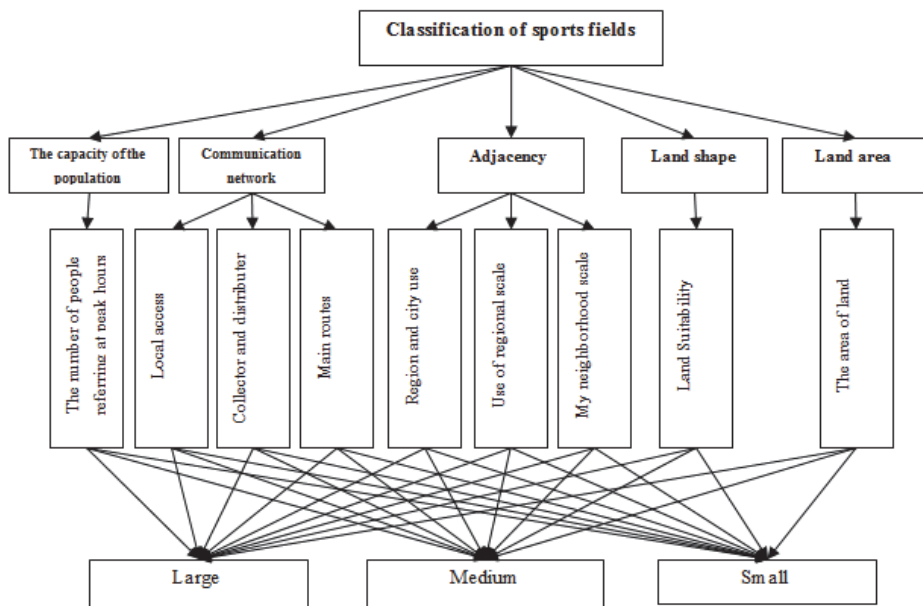 Classification of sports fields
The capacity of the
population
Communication
network
Adjacency
Land shape
Land area
The number of people
referring at peak hours
Local access
Collector and distributer
Main routes
Region and city use
Use of regional scale
My neighborhood scale
Land Suitability
The area of land
Large
Medium
Small